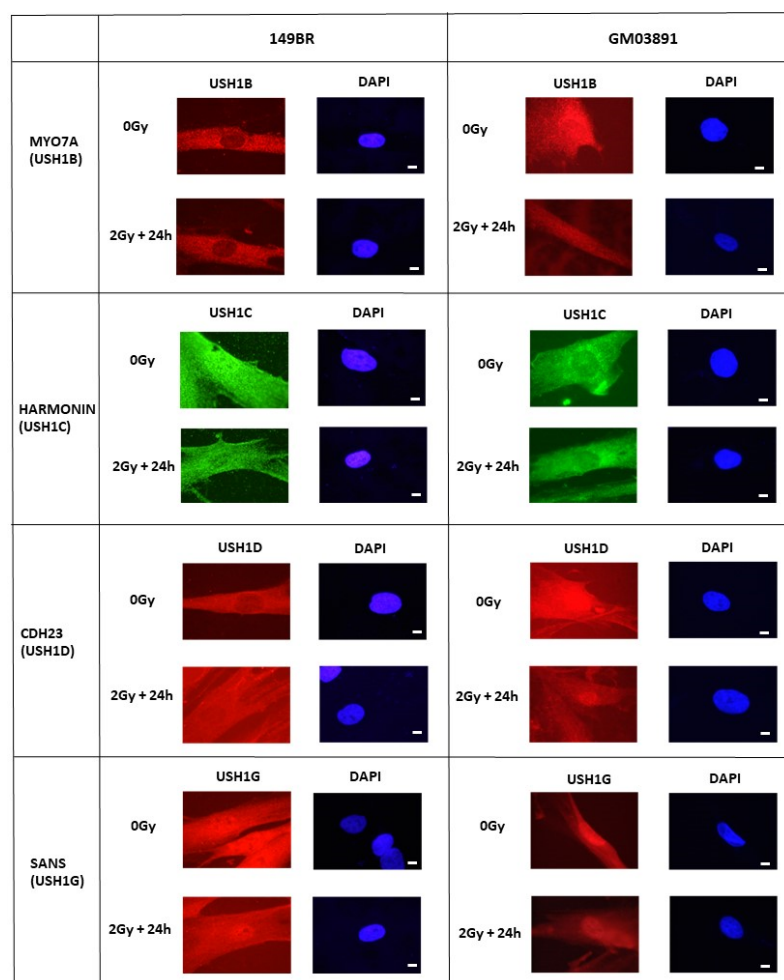 149BR GM03891
MYO7A
(USH1B)
USH1B DAPI USH1B DAPI
0Gy 0Gy
2Gy + 24h 2Gy + 24h
HARMONIN
(USH1C)
USH1C DAPI USH1C DAPI
0Gy 0Gy
2Gy + 24h 2Gy + 24h
CDH23
(USH1D)
USH1D DAPI USH1D DAPI
0Gy 0Gy
2Gy + 24h 2Gy + 24h
SANS
(USH1G)
USH1G DAPI USH1G DAPI
0Gy 0Gy
2Gy + 24h 2Gy + 24h